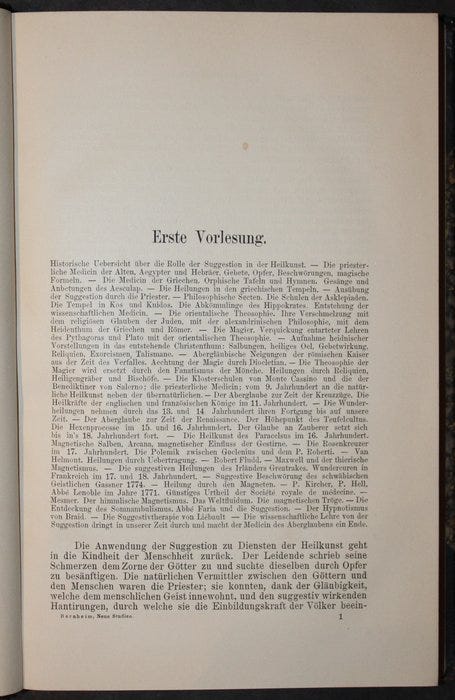 Erste Vorlesung.
Historische Uebersicht über die Rolle der Suggestion in der Heilkunst. — Die priester-
liche Medicin der Alten, Aegypter und Hebräer, Gebete, Opfer, Beschwörungen, magische
Formeln. — Die Medicin der Griechen. Orphische Tafeln und Hymnen. Gesänge und
Anbetungen des Aesculap. — Die Heilungen in den griechischen Tempeln. — Ausübung
der Suggestion durch die Priester. — Philosophische Secten. Die Schulen der Asklepiaden.
Die Tempel in Kos und Knidos. Die Abkömmlinge des Hippokrates. Entstehung der
wissenschaftlichen Medicin. — Die orientalische Theosophie. Ihre Verschmelzung mit
dem religiösen Glauben der Juden, mit der alexandrinischen Philosophie, mit dem
Heidenthum der Griechen und Römer. — Die Magier. Verquickung entarteter Lehren
des Pythagoras und Plato mit der orientalischen Theosophie. — Aufnahme heidnischer
Vorstellungen in das entstehende Christenthum: Salbungen, heiliges Oel, Gebetwirkung,
Reliquien, Exorcismen, Talismane. — Abergläubische Neigungen der römischen Kaiser
aus der Zeit des Verfalles. Aechtung der Magie durch Diocletian. — Die Theosophie der
Magier wird ersetzt durch den Fanatismus der Mönche. Heilungen durch Reliquien,
Heiligengräber und Bischöfe. — Die Klosterschulen von Monte Cassino und die der
Benediktiner von Salerno; die priesterliche Medicin; vom 9. Jahrhundert an die natür-
liche Heilkunst neben der übernatürlichen. — Der Aberglaube zur Zeit der Kreuzzüge. Die
Heilkräfte der englischen und französischen Könige im 11. Jahrhundert. — Die Wunder-
heilungen nehmen durch das 13. und 14. Jahrhundert ihren Fortgang bis auf unsere
Zeit. — Der Aberglaube zur Zeit der Renaissance. Der Höhepunkt des Teufelcultus.
Die Hexenprocesse im 15. und 16. Jahrhundert. Der Glaube an Zauberer setzt sich
bis in's 18. Jahrhundert fort. — Die Heilkunst des Paracelsus im 16. Jahrhundert.
Magnetische Salben, Arcana, magnetischer Einfluss der Gestirne. — Die Rosenkreuzer
im 17. Jahrhundert. Die Polemik zwischen Goclenius und dem P. Roberti. — Van
Helmont. Heilungen durch Uebertragung. — Robert Fludd. — Maxwell und der thierische
Magnetismus. — Die suggestiven Heilungen des Irländers Greatrakes. Wundercuren in
Frankreich im 17. und 18. Jahrhundert. — Suggestive Beschwörung des schwäbischen
Geistlichen Gassner 1774. — Heilung durch den Magneten. — P. Kircher, P. Hell,
Abbé Lenoble im Jahre 1771. Günstiges Urtheil der Société royale de médecine. —
Mesmer. Der himmlische Magnetismus. Das Weltfluidum. Die magnetischen Tröge. — Die
Entdeckung des Somnambulismus. Abbé Faria und die Suggestion. — Der Hypnotismus
von Braid. — Die Suggestivtherapie von Liébault — Die wissenschaftliche Lehre von der
Suggestion dringt in unserer Zeit durch und macht der Medicin des Aberglaubens ein Ende.
Die Anwendung der Suggestion zu Diensten der Heilkunst geht
in die Kindheit der Menschheit zurück. Der Leidende schrieb seine
Schmerzen dem Zorne der Götter zu und suchte dieselben durch Opfer
zu besänftigen. Die natürlichen Vermittler zwischen den Göttern und
den Menschen waren die Priester; sie konnten, dank der Gläubigkeit,
welche dem menschlichen Geist innewohnt, und den suggestiv wirkenden
Hantirungen, durch welche sie die Einbildungskraft der Völker beein-
Bernheim, Neue Studien. 1